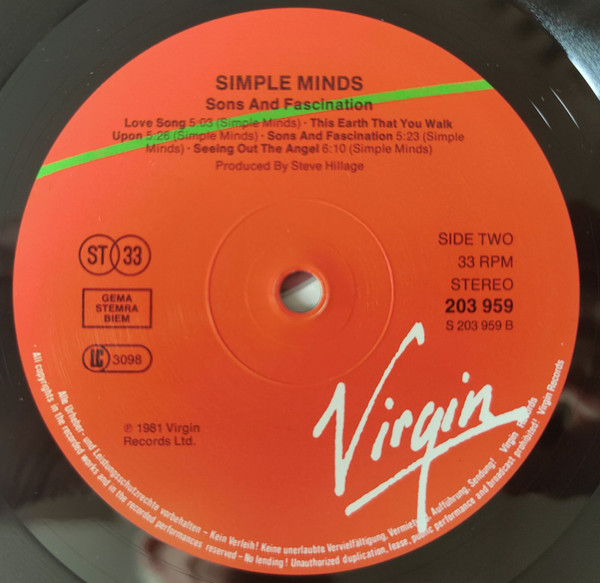 SIMPLE MINDS
Sons And Fascination
Love Song 5:03 (Simple Minds) · This Earth That You Walk
Upon 5:26 (Simple Minds) · Sons And Fascination 5:23 (Simple
Minds) · Seeing Out The Angel 6:10 (Simple Minds)
Produced By Steve Hillage
ST 33
GEMA
STEMRA
BIEM
LC 3098
SIDE TWO
33 RPM
STEREO
203 959
S 203 959 B
℗ 1981 Virgin
Records Ltd.
Virgin
Alle Urheber- und Leistungsschutzrechte vorbehalten – Kein Verleih! Keine unerlaubte Vervielfältigung, Vermietung, Aufführung, Sendung! Virgin Records
All copyrights in the recorded works and in the recorded performances reserved – No lending! Unauthorized duplication, lease, public performance and broadcast prohibited! Virgin Records